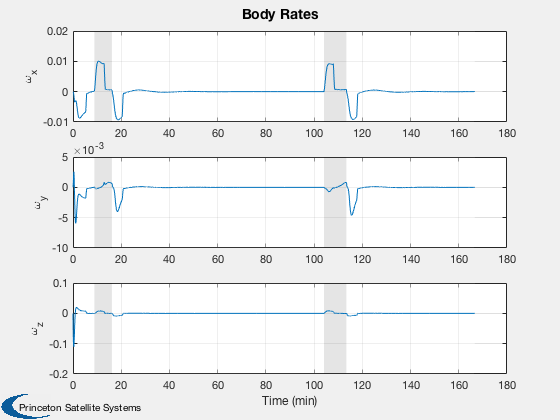 Body Rates
0.02
0.01
0
-0.01
ω_x
0 20 40 60 80 100 120 140 160 180
×10^-3
5
0
-5
-10
ω_y
0 20 40 60 80 100 120 140 160 180
0.1
0
-0.1
-0.2
ω_z
0 20 40 60 80 100 120 140 160 180
Time (min)
Princeton Satellite Systems